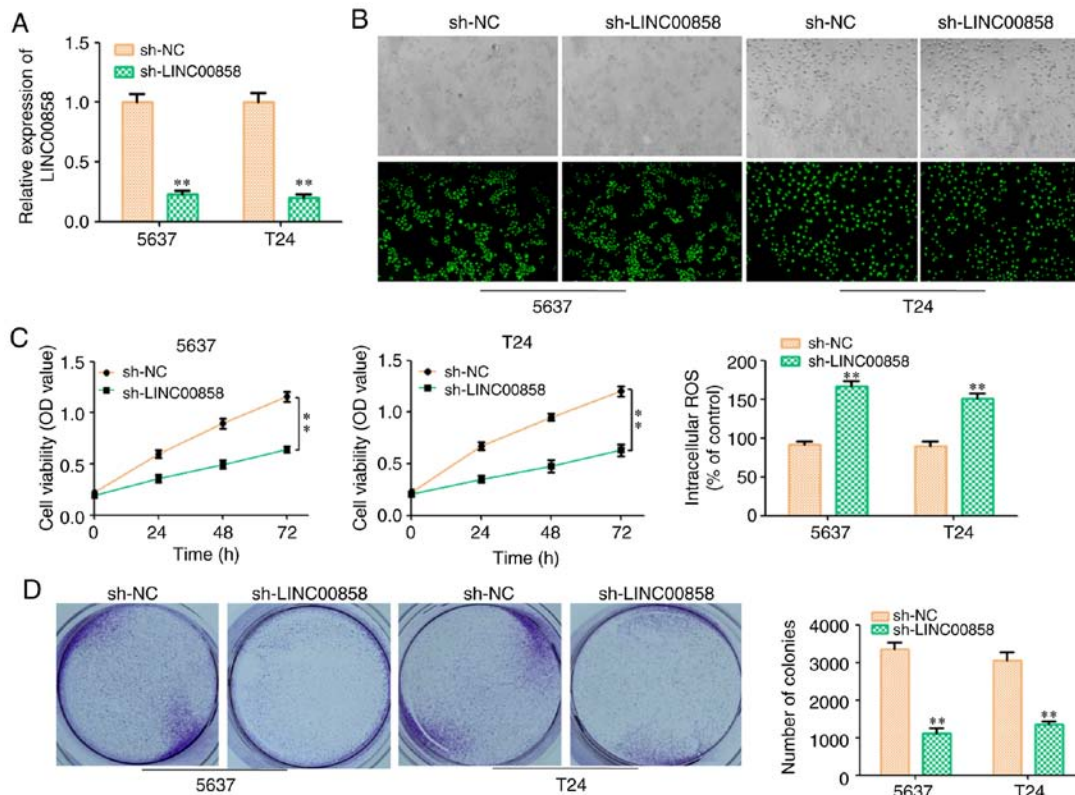 A
Relative expression of
LINC00858
1.5
1.0
0.5
0.0
sh-NC
sh-LINC00858
**
**
5637
T24
B
sh-NC
sh-LINC00858
sh-NC
sh-LINC00858
5637
T24
C
5637
Cell viability (OD value)
1.5
1.0
0.5
0.0
sh-NC
sh-LINC00858
**
0
24
48
72
Time (h)
T24
Cell viability (OD value)
1.5
1.0
0.5
0.0
sh-NC
sh-LINC00858
**
0
24
48
72
Time (h)
sh-NC
sh-LINC00858
Intracellular ROS
(% of control)
200
150
100
50
0
**
**
5637
T24
D
sh-NC
sh-LINC00858
sh-NC
sh-LINC00858
5637
T24
sh-NC
sh-LINC00858
Number of colonies
4000
3000
2000
1000
0
**
**
5637
T24